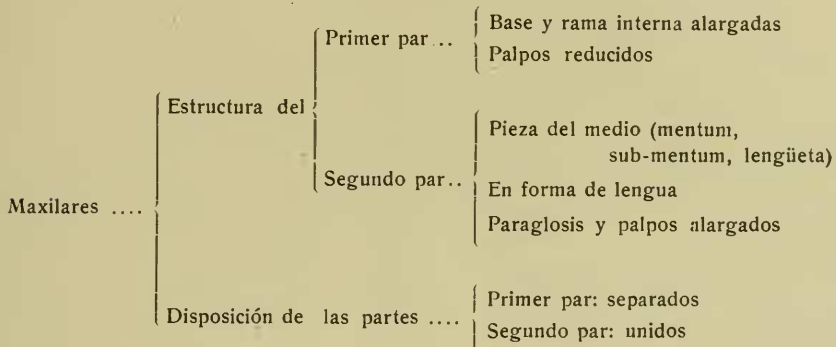 Primer par ... Base y rama interna alargadas
Palpos reducidos
Estructura del
Pieza del medio (mentum,
sub-mentum, lengüeta)
Segundo par .. En forma de lengua
Maxilares ....
Paraglosis y palpos alargados
Primer par: separados
Disposición de las partes ....
Segundo par: unidos